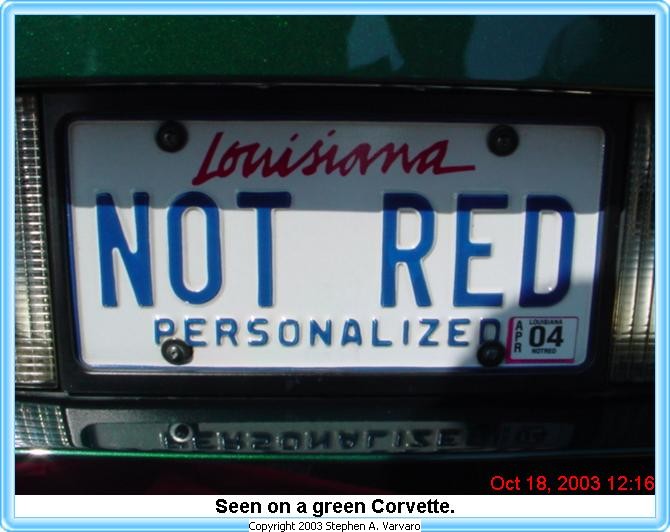 Louisiana
NOT RED
PERSONALIZED
APR
LOUISIANA
04
NOTRED
PERSONALIZED
Oct 18, 2003 12:16
Seen on a green Corvette.
Copyright 2003 Stephen A. Varvaro